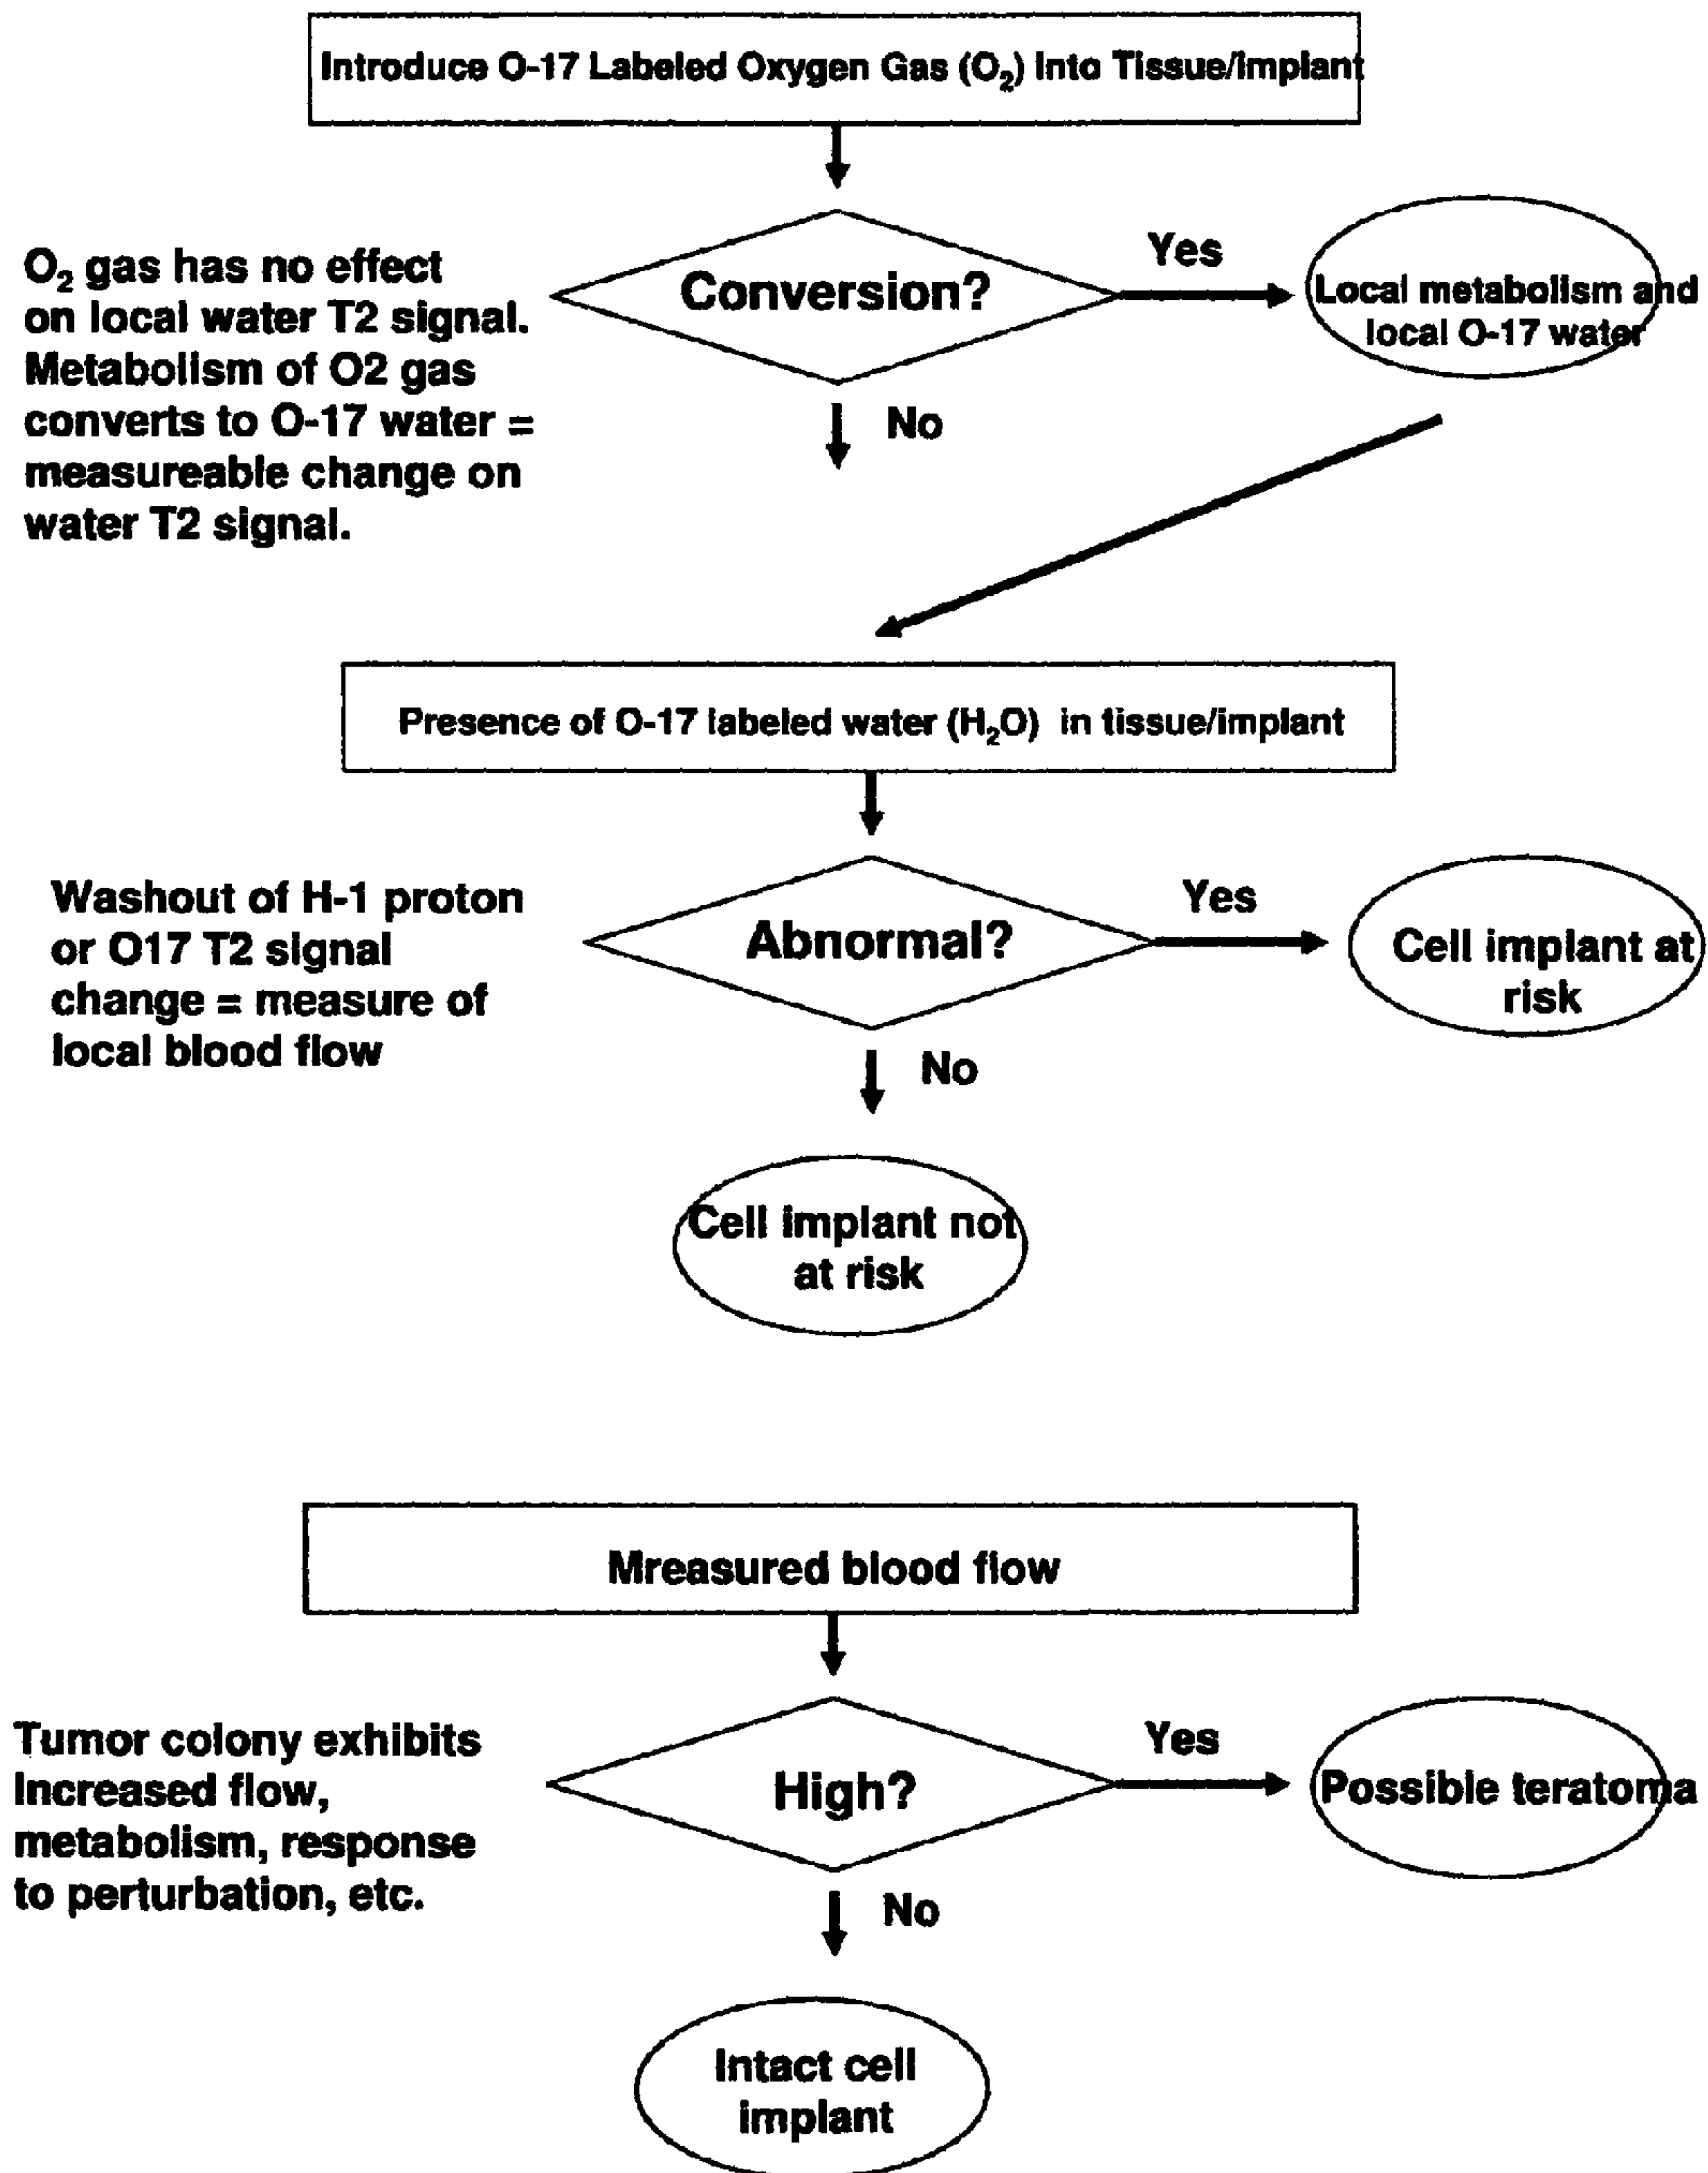 Introduce O-17 Labeled Oxygen Gas (O₂) Into Tissue/Implant
O₂ gas has no effect
on local water T2 signal.
Metabolism of O2 gas
converts to O-17 water =
measureable change on
water T2 signal.
Conversion?
Yes
Local metabolism and
local O-17 water
No
Presence of O-17 labeled water (H₂O) in tissue/implant
Washout of H-1 proton
or O17 T2 signal
change = measure of
local blood flow
Abnormal?
Yes
Cell implant at
risk
No
Cell implant not
at risk
Mreasured blood flow
Tumor colony exhibits
Increased flow,
metabolism, response
to perturbation, etc.
High?
Yes
Possible teratoma
No
Intact cell
implant